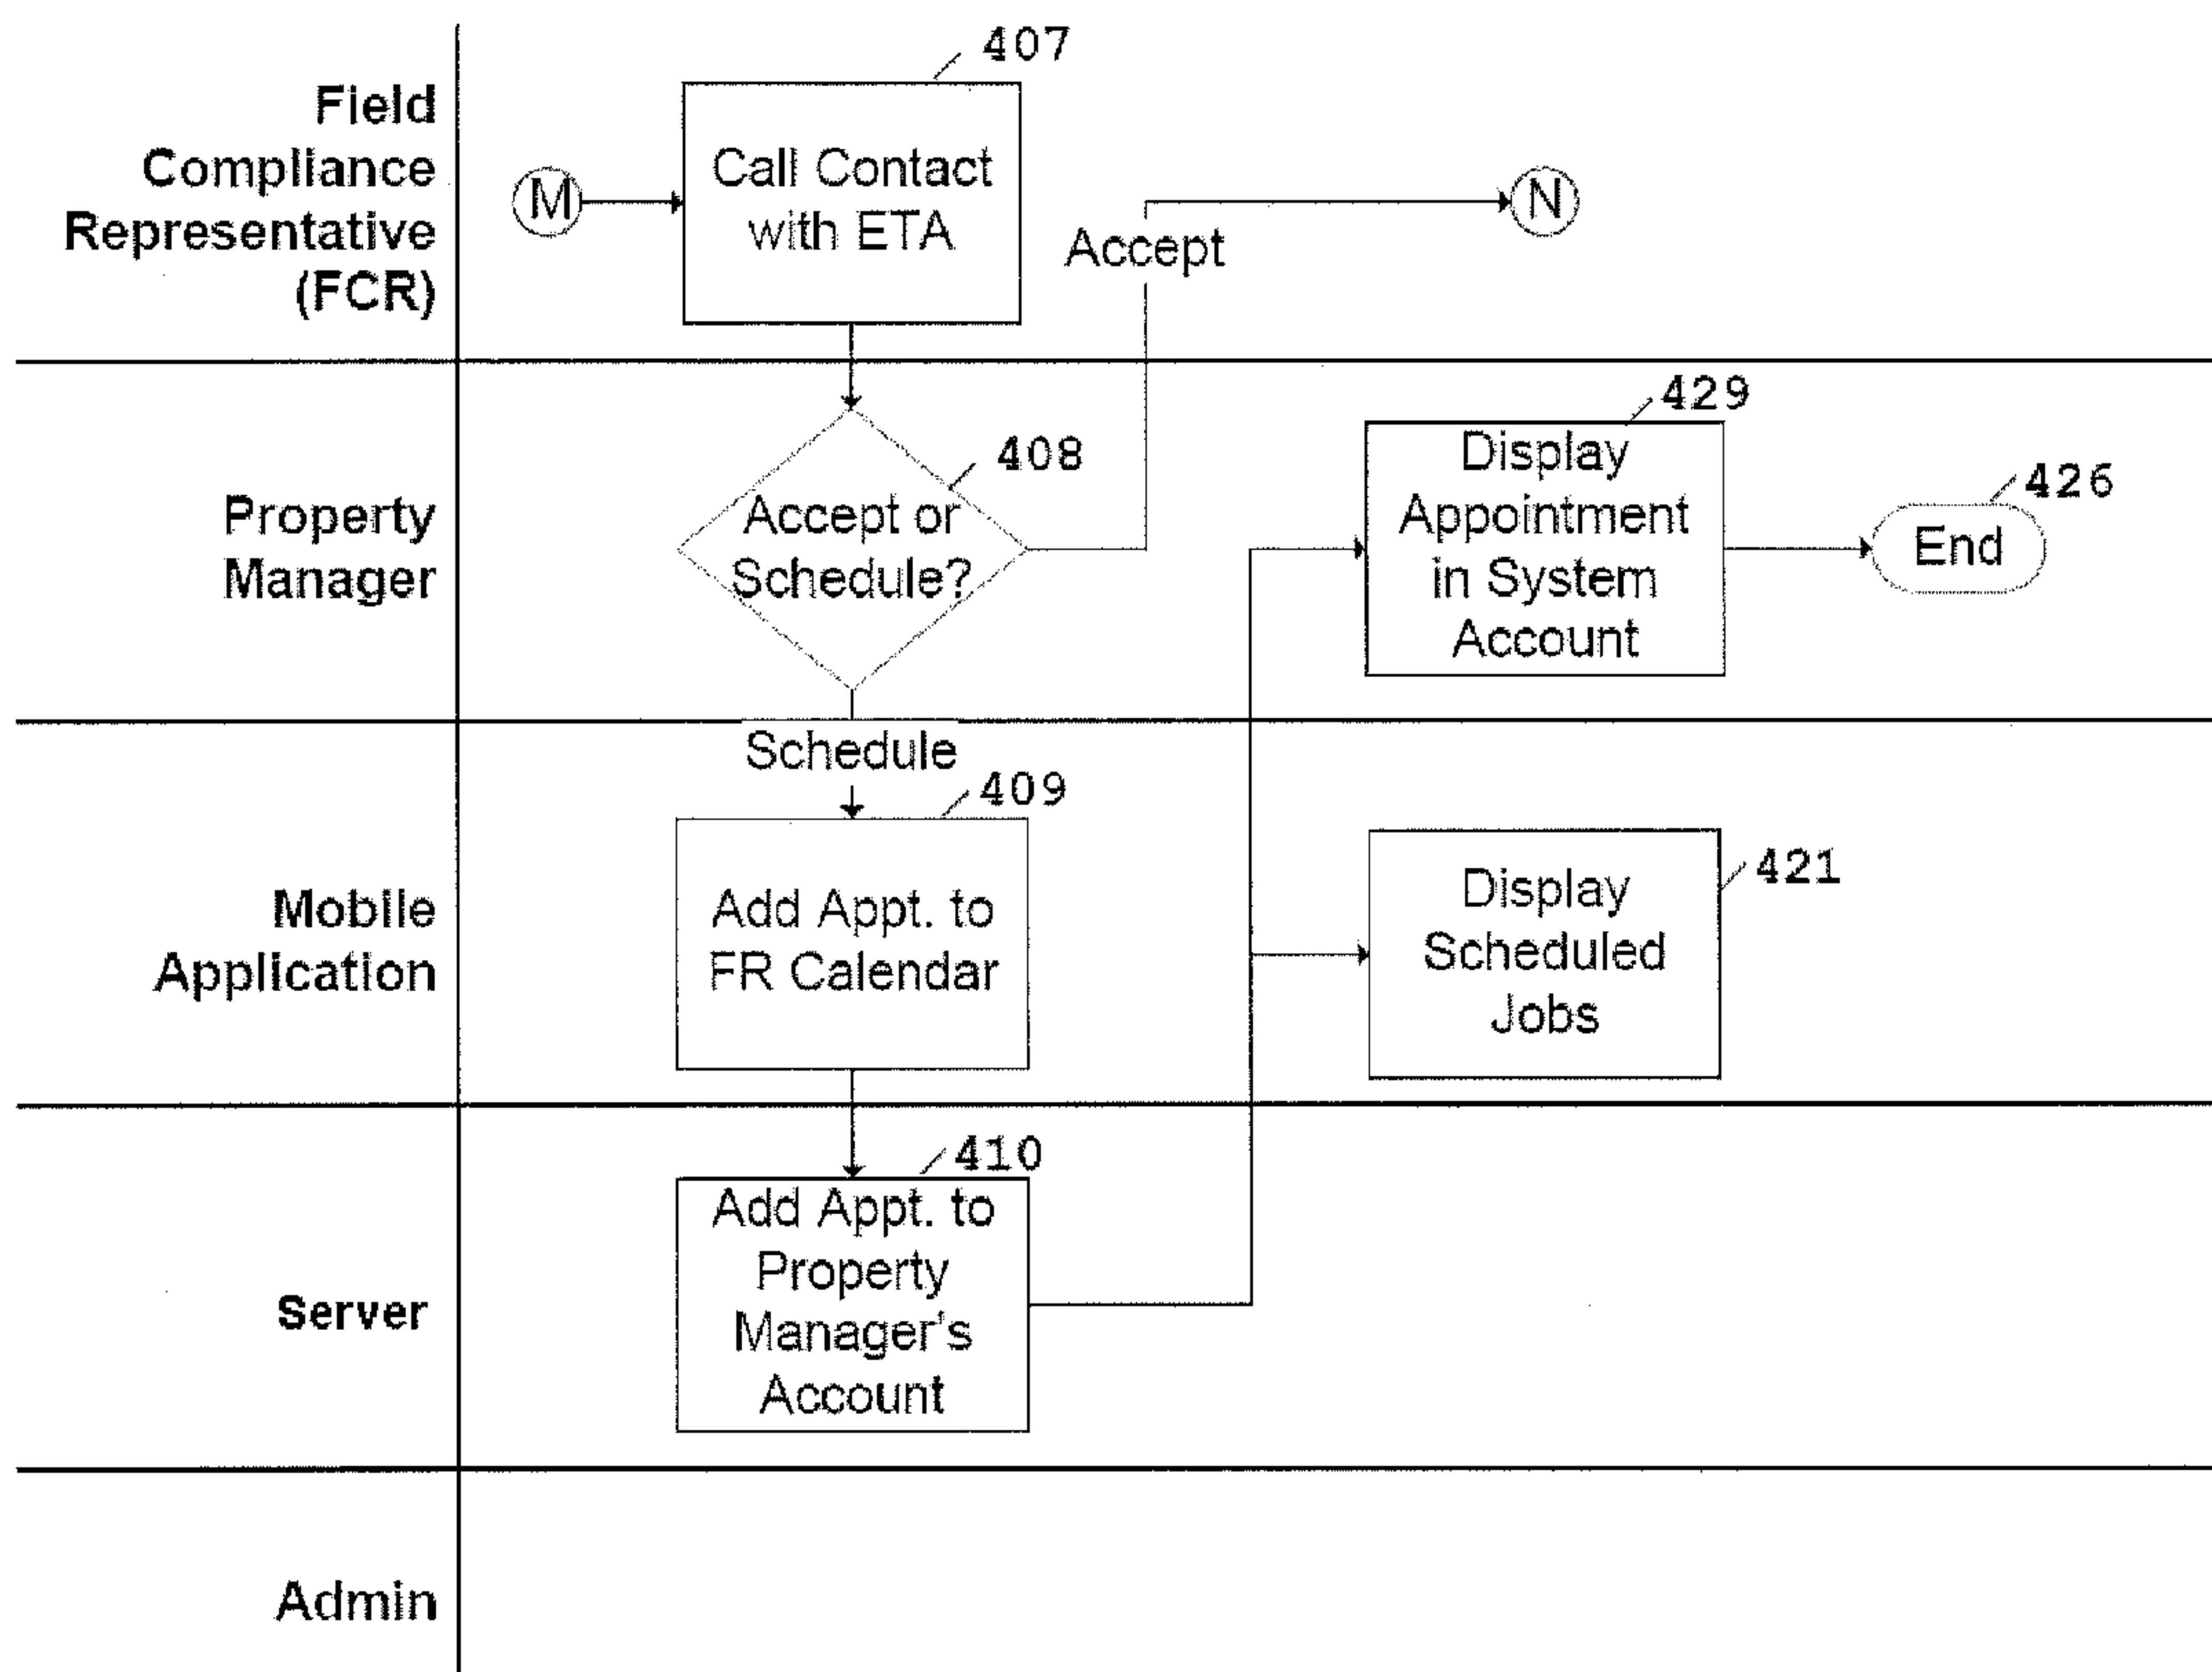 Field
Compliance
Representative
(FCR)
M
407
Call Contact
with ETA
Accept
N
Property
Manager
408
Accept or
Schedule?
429
Display
Appointment
in System
Account
426
End
Mobile
Application
Schedule
409
Add Appt. to
FR Calendar
421
Display
Scheduled
Jobs
Server
410
Add Appt. to
Property
Manager's
Account
Admin